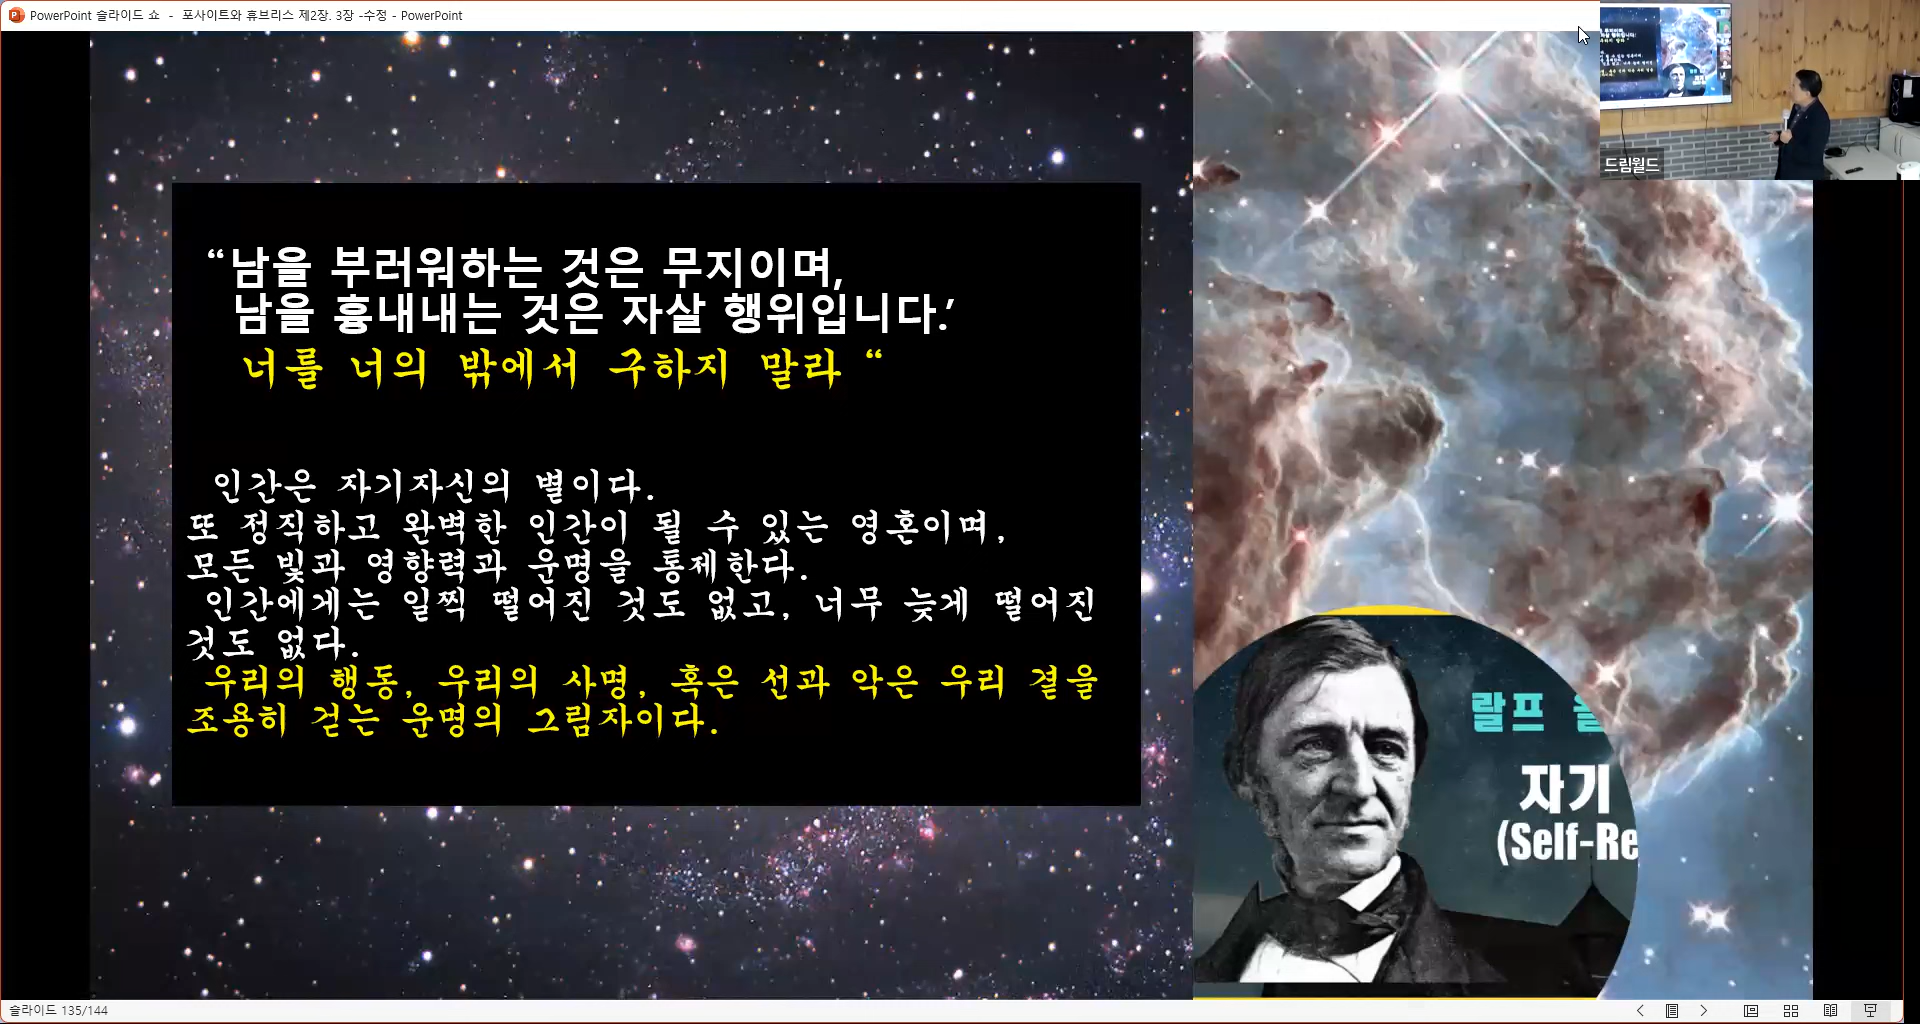 PowerPoint 슬라이드 쇼 - 포사이트와 휴브리스 제2장. 3장 -수정 - PowerPoint
드림월드
“남을 부러워하는 것은 무지이며,
남을 흉내내는 것은 자살 행위입니다.’
너를 너의 밖에서 구하지 말라 “
인간은 자기자신의 별이다.
또 정직하고 완벽한 인간이 될 수 있는 영혼이며,
모든 빛과 영향력과 운명을 통제한다.
인간에게는 일찍 떨어진 것도 없고, 너무 늦게 떨어진
것도 없다.
우리의 행동, 우리의 사명, 혹은 선과 악은 우리 곁을
조용히 걷는 운명의 그림자이다.
랄프
자기
(Self-Re
슬라이드 135/144